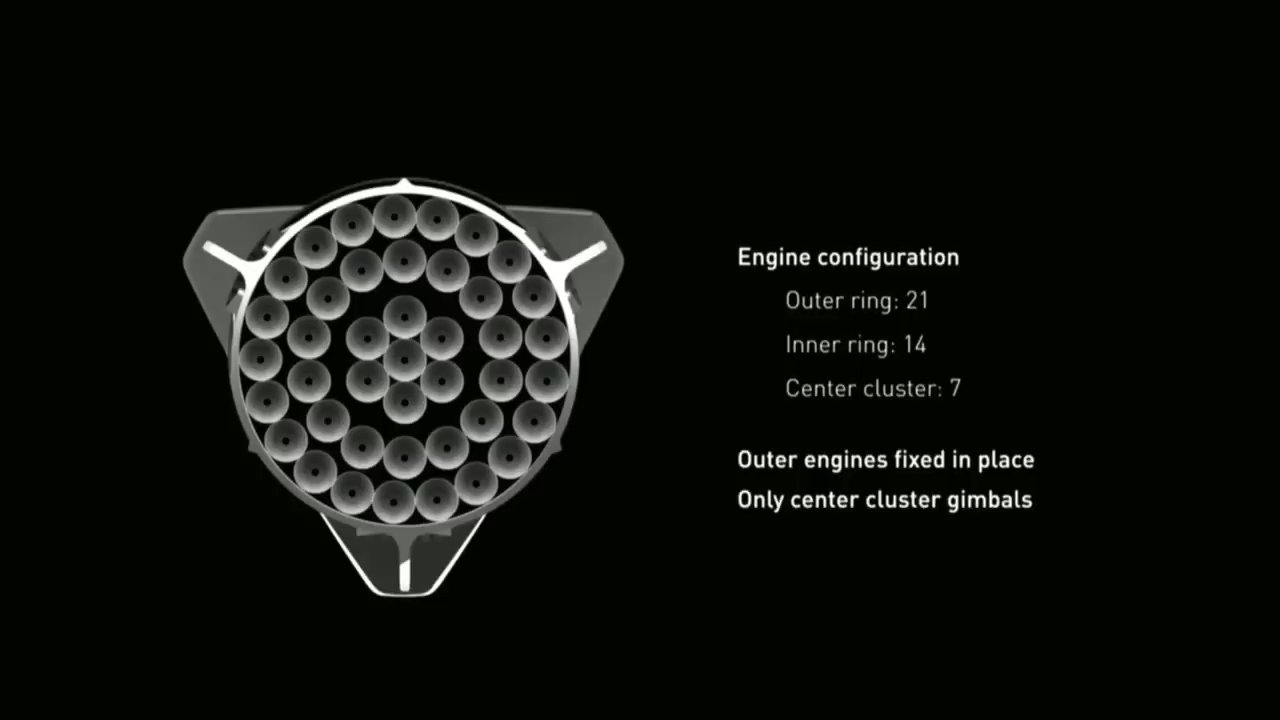 Engine configuration
Outer ring: 21
Inner ring: 14
Center cluster: 7
Outer engines fixed in place
Only center cluster gimbals